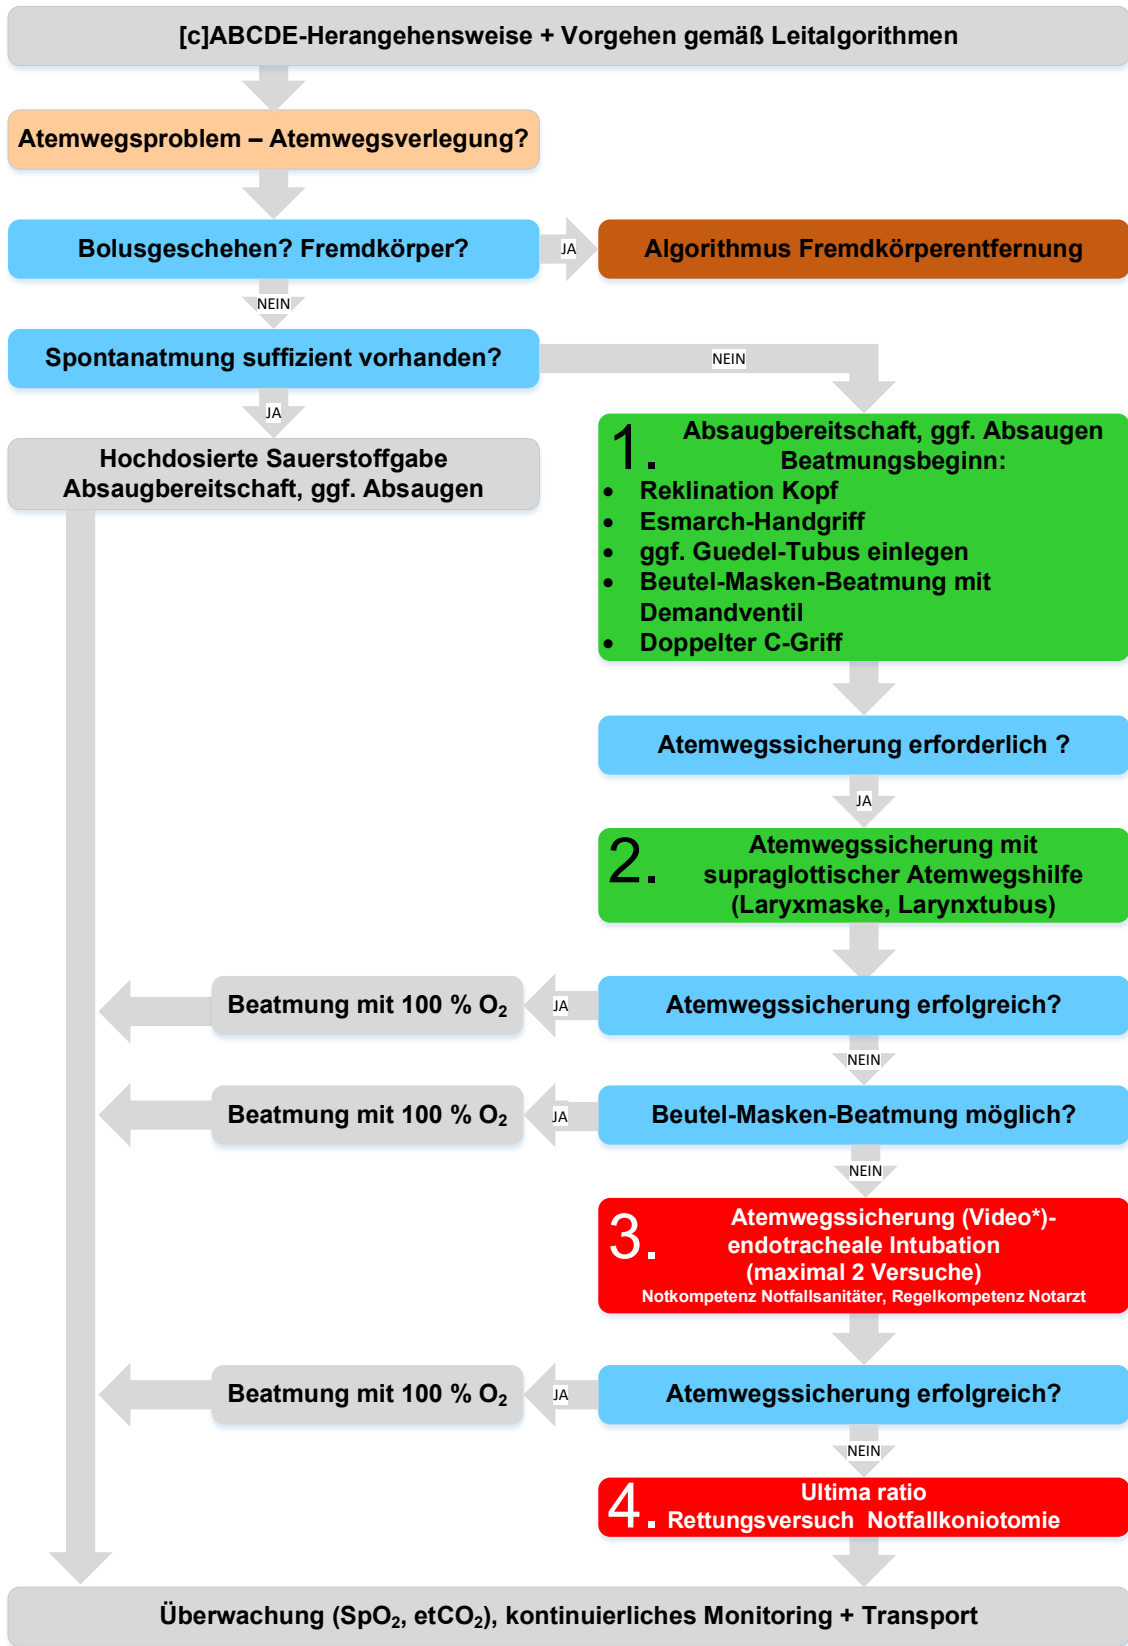 [c]ABCDE-Herangehensweise + Vorgehen gemäß Leitalgorithmen
Atemwegsproblem – Atemwegsverlegung?
Bolusgeschehen? Fremdkörper?
JA
Algorithmus Fremdkörperentfernung
NEIN
Spontanatmung suffizient vorhanden?
NEIN
JA
Hochdosierte Sauerstoffgabe
Absaugbereitschaft, ggf. Absaugen
1. Absaugbereitschaft, ggf. Absaugen
Beatmungsbeginn:
• Reklination Kopf
• Esmarch-Handgriff
• ggf. Guedel-Tubus einlegen
• Beutel-Masken-Beatmung mit
Demandventil
• Doppelter C-Griff
Atemwegssicherung erforderlich ?
JA
2. Atemwegssicherung mit
supraglottischer Atemwegshilfe
(Laryxmaske, Larynxtubus)
Atemwegssicherung erfolgreich?
JA
Beatmung mit 100 % O₂
NEIN
Beutel-Masken-Beatmung möglich?
JA
Beatmung mit 100 % O₂
NEIN
3. Atemwegssicherung (Video*)-
endotracheale Intubation
(maximal 2 Versuche)
Notkompetenz Notfallsanitäter, Regelkompetenz Notarzt
Atemwegssicherung erfolgreich?
JA
Beatmung mit 100 % O₂
NEIN
4. Ultima ratio
Rettungsversuch Notfallkoniotomie
Überwachung (SpO₂, etCO₂), kontinuierliches Monitoring + Transport